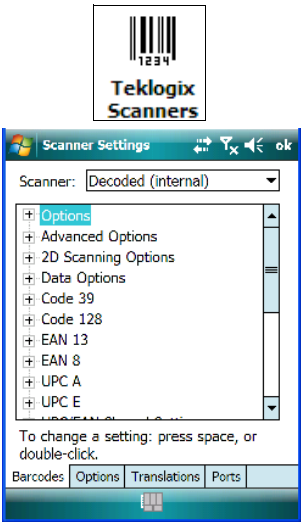 1234
Teklogix
Scanners
Scanner Settings ok
Scanner: Decoded (internal)
Options
Advanced Options
2D Scanning Options
Data Options
Code 39
Code 128
EAN 13
EAN 8
UPC A
UPC E
To change a setting: press space, or
double-click.
Barcodes Options Translations Ports